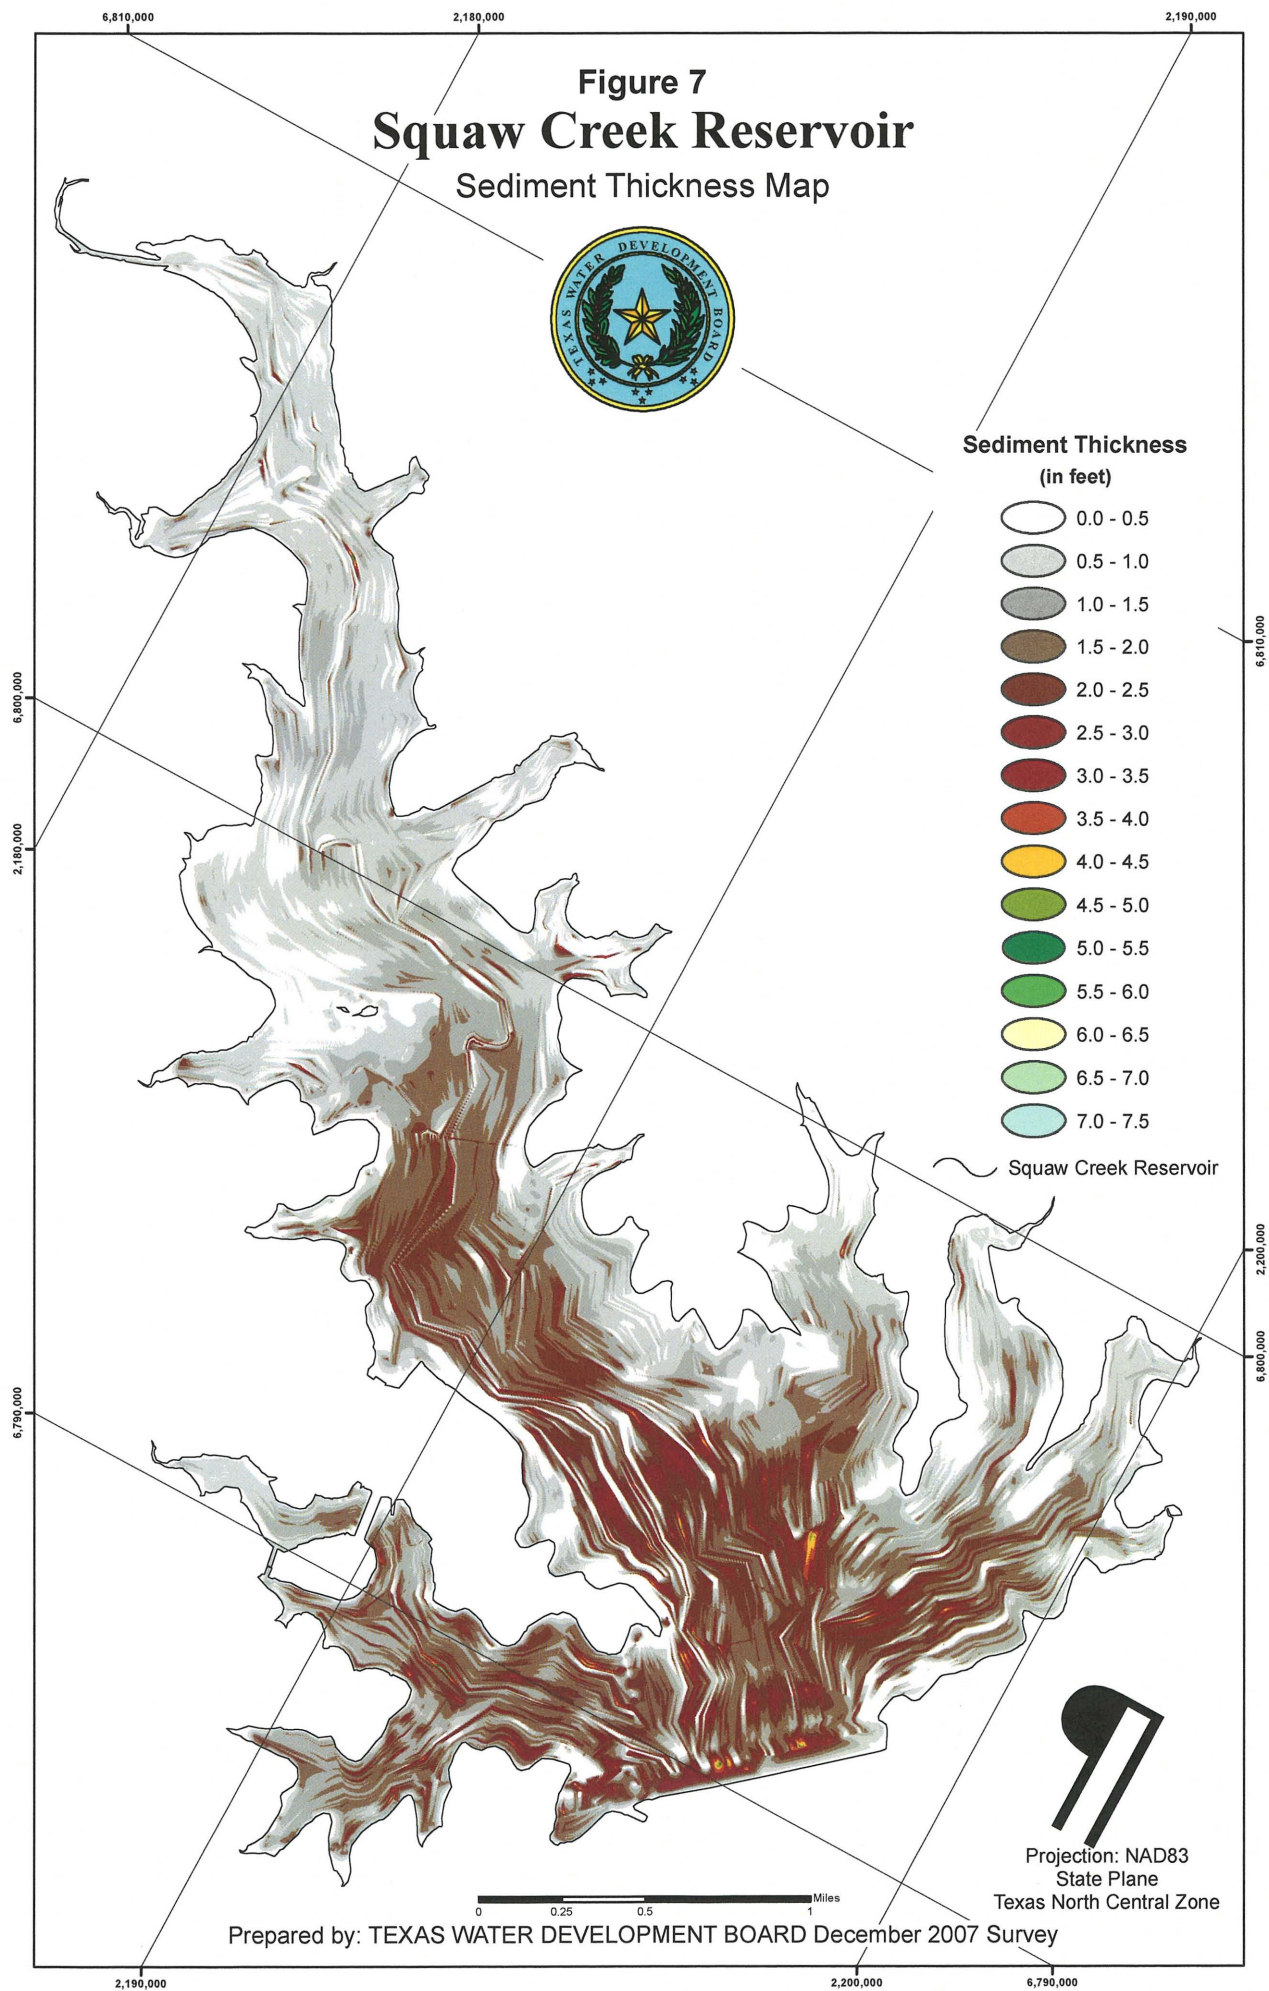 6,810,000
2,180,000
2,190,000
Figure 7
Squaw Creek Reservoir
Sediment Thickness Map
TEXAS WATER DEVELOPMENT BOARD
Sediment Thickness
(in feet)
0.0 - 0.5
0.5 - 1.0
1.0 - 1.5
1.5 - 2.0
2.0 - 2.5
2.5 - 3.0
3.0 - 3.5
3.5 - 4.0
4.0 - 4.5
4.5 - 5.0
5.0 - 5.5
5.5 - 6.0
6.0 - 6.5
6.5 - 7.0
7.0 - 7.5
Squaw Creek Reservoir
6,800,000
2,180,000
6,790,000
6,810,000
2,200,000
6,800,000
Projection: NAD83
State Plane
Texas North Central Zone
Miles
0 0.25 0.5 1
Prepared by: TEXAS WATER DEVELOPMENT BOARD December 2007 Survey
2,190,000
2,200,000
6,790,000